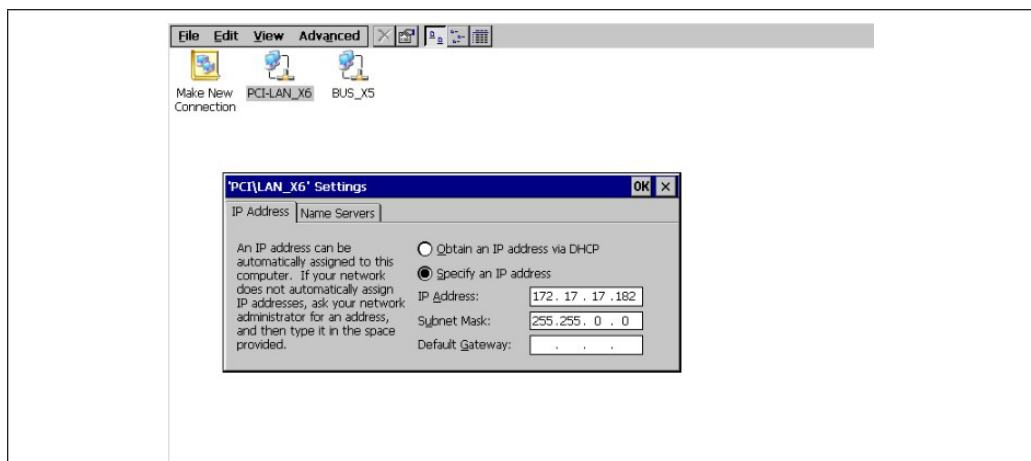 File Edit View Advanced
Make New
Connection
PCI-LAN_X6
BUS_X5
'PCI\LAN_X6' Settings
OK ×
IP Address
Name Servers
An IP address can be
automatically assigned to this
computer. If your network
does not automatically assign
IP addresses, ask your network
administrator for an address,
and then type it in the space
provided.
Obtain an IP address via DHCP
Specify an IP address
IP Address: 172. 17 . 17 .182
Subnet Mask: 255.255. 0 . 0
Default Gateway: . . .